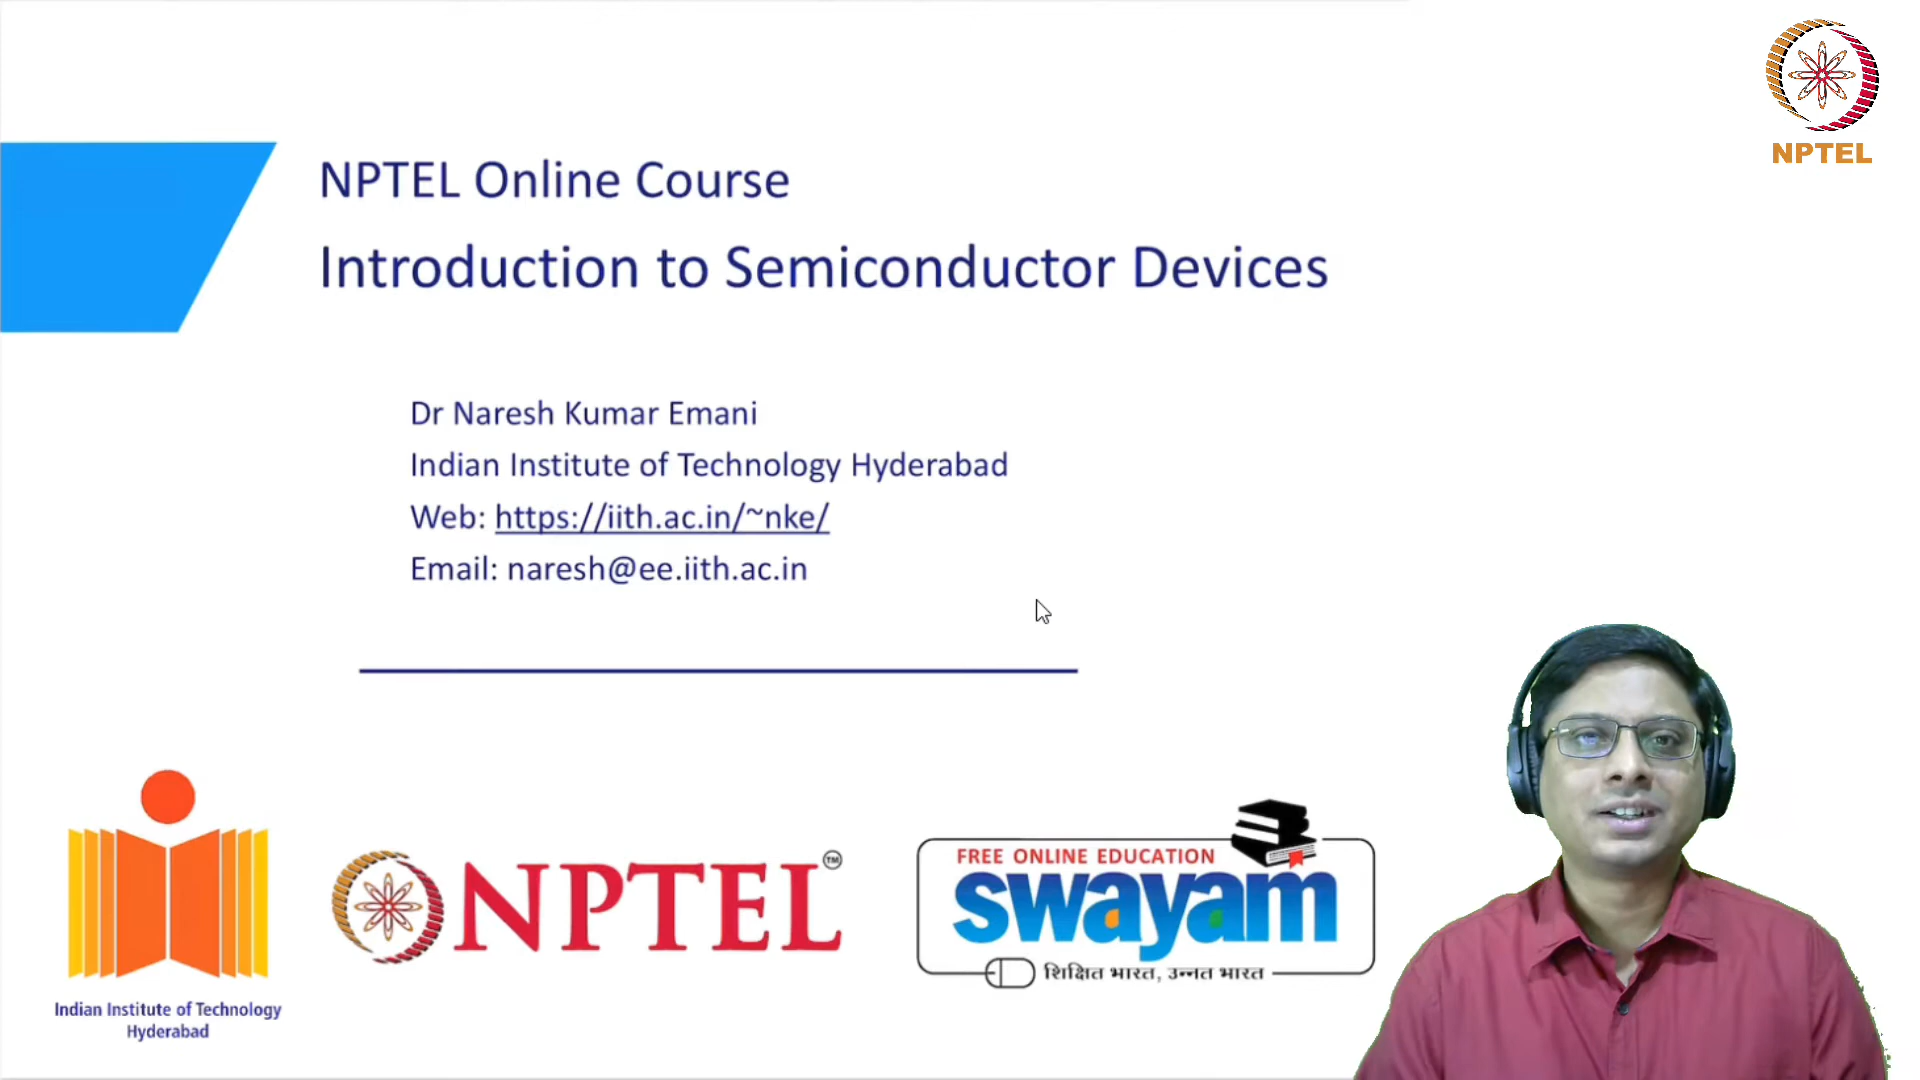 NPTEL
NPTEL Online Course
Introduction to Semiconductor Devices
Dr Naresh Kumar Emani
Indian Institute of Technology Hyderabad
Web: https://iith.ac.in/~nke/
Email: naresh@ee.iith.ac.in
Indian Institute of Technology
Hyderabad
NPTEL™
FREE ONLINE EDUCATION
swayam
शिक्षित भारत, उन्नत भारत